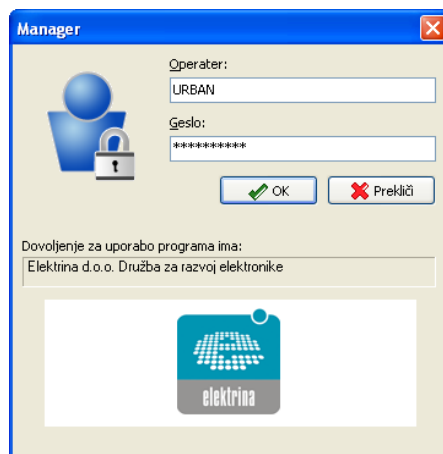 Manager
Operater:
URBAN
Geslo:
**********
OK
Prekliči
Dovoljenje za uporabo programa ima:
Elektrina d.o.o. Družba za razvoj elektronike
elektrina